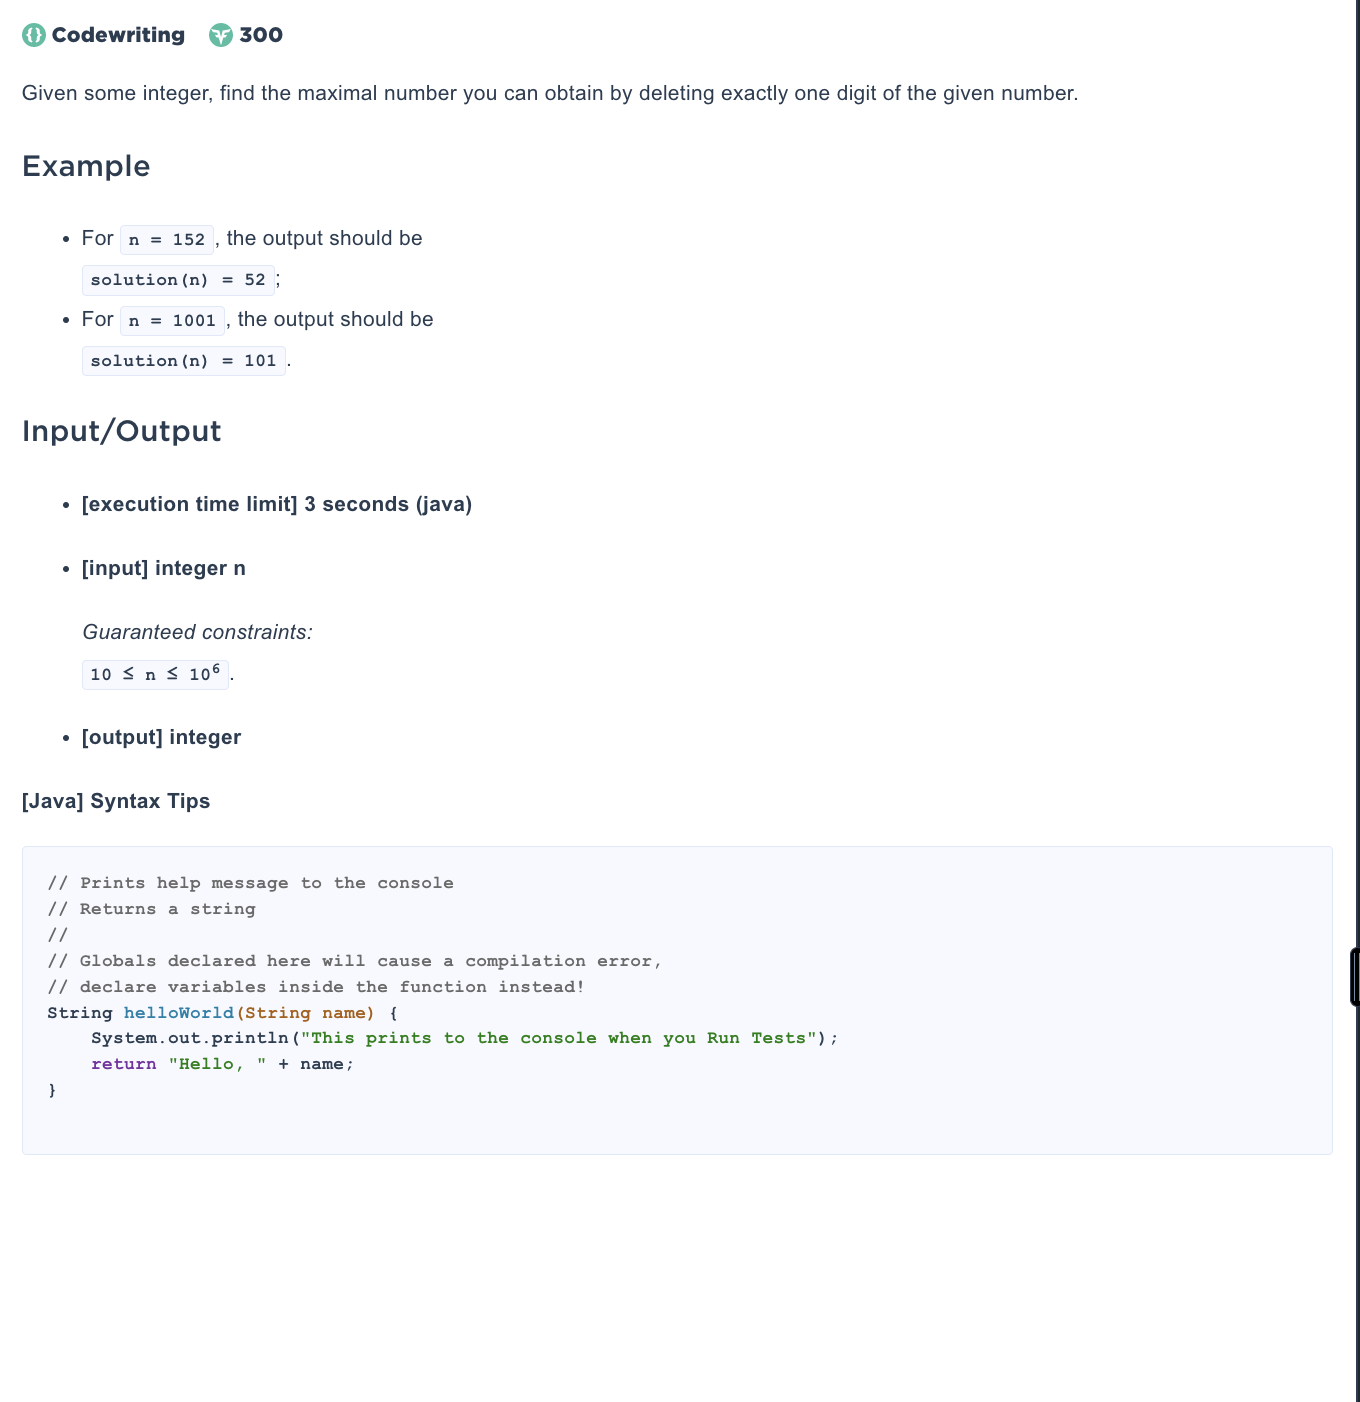 Codewriting 300
Given some integer, find the maximal number you can obtain by deleting exactly one digit of the given number.
Example
• For n = 152, the output should be
solution(n) = 52;
• For n = 1001, the output should be
solution(n) = 101.
Input/Output
• [execution time limit] 3 seconds (java)
• [input] integer n
Guaranteed constraints:
10 ≤ n ≤ 10⁶.
• [output] integer
[Java] Syntax Tips
// Prints help message to the console
// Returns a string
//
// Globals declared here will cause a compilation error,
// declare variables inside the function instead!
String helloWorld(String name) {
    System.out.println("This prints to the console when you Run Tests");
    return "Hello, " + name;
}